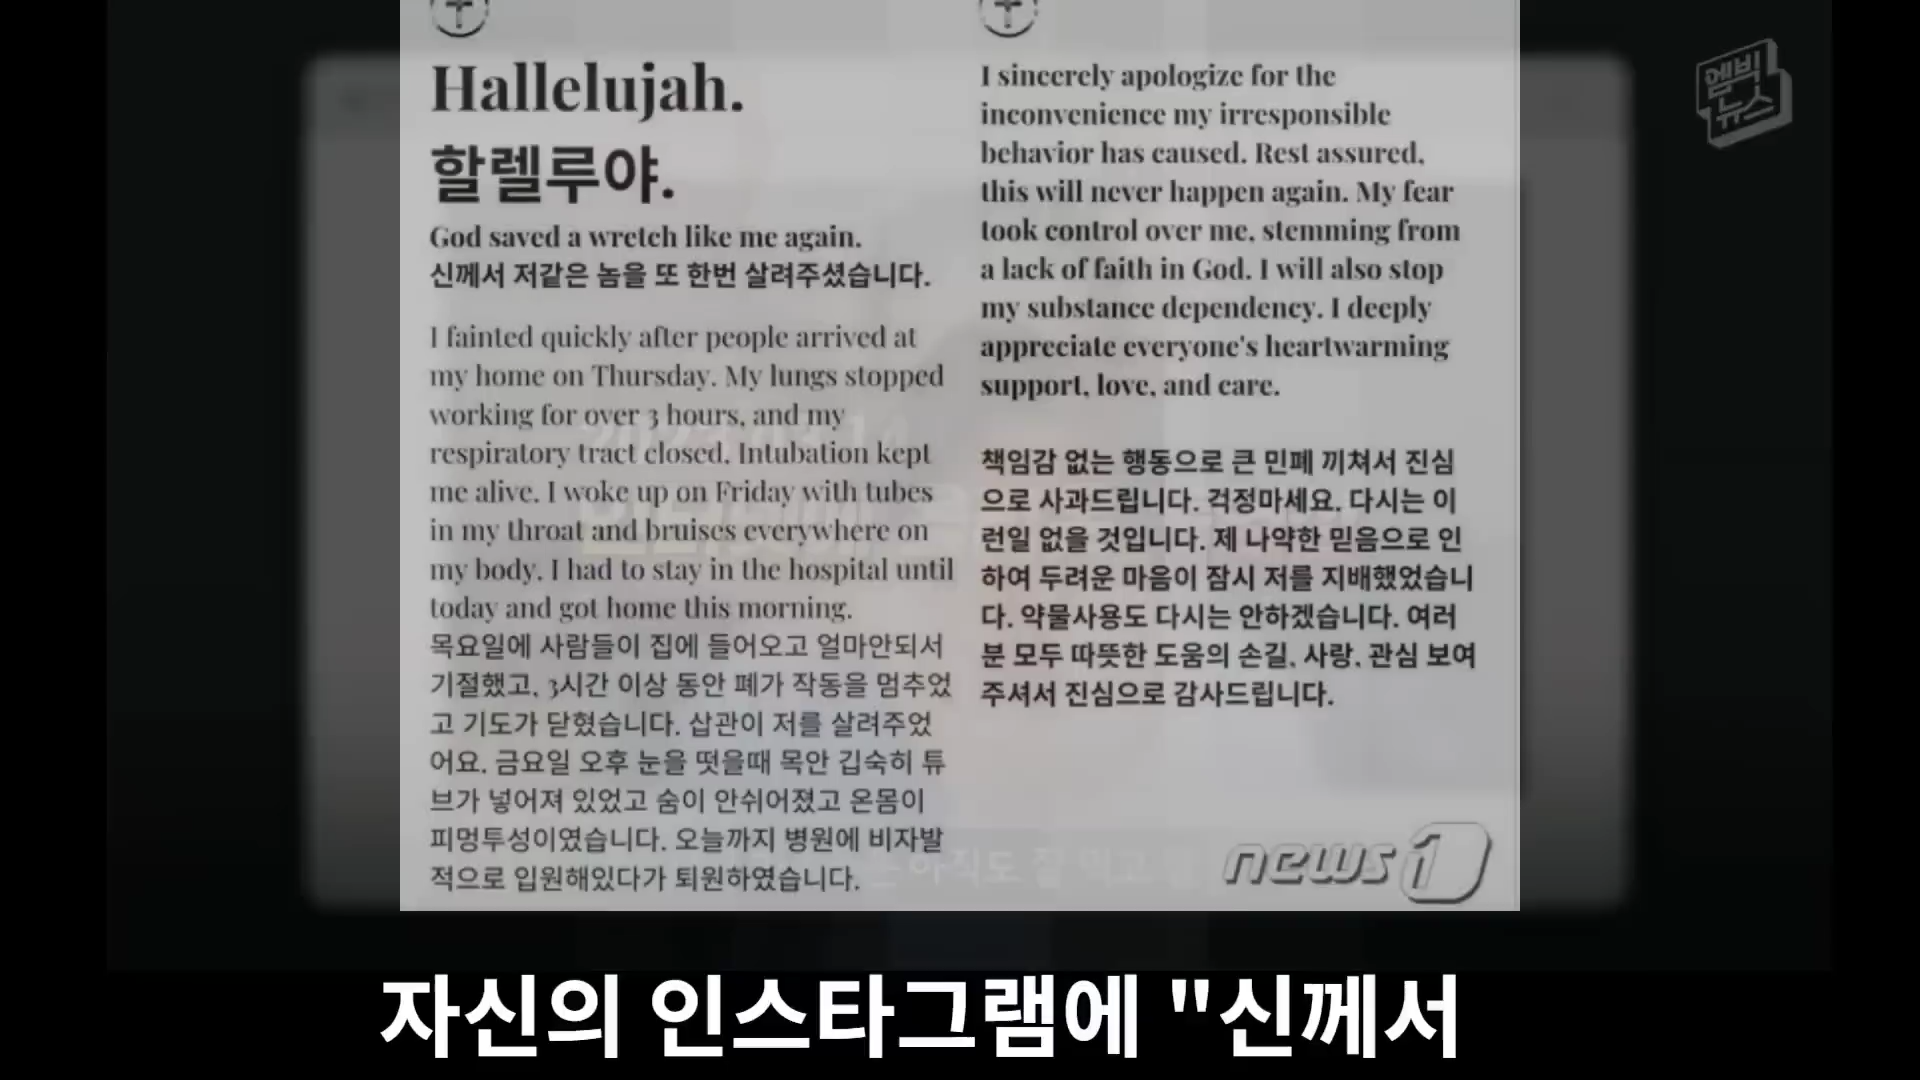 Hallelujah.
할렐루야.
God saved a wretch like me again.
신께서 저같은 놈을 또 한번 살려주셨습니다.
I fainted quickly after people arrived at
my home on Thursday. My lungs stopped
working for over 3 hours, and my
respiratory tract closed. Intubation kept
me alive. I woke up on Friday with tubes
in my throat and bruises everywhere on
my body. I had to stay in the hospital until
today and got home this morning.
목요일에 사람들이 집에 들어오고 얼마안되서
기절했고, 3시간 이상 동안 폐가 작동을 멈추었
고 기도가 닫혔습니다. 삽관이 저를 살려주었
어요. 금요일 오후 눈을 떳을때 목안 깁숙히 튜
브가 넣어져 있었고 숨이 안쉬어졌고 온몸이
피멍투성이였습니다. 오늘까지 병원에 비자발
적으로 입원해있다가 퇴원하였습니다.
I sincerely apologize for the
inconvenience my irresponsible
behavior has caused. Rest assured,
this will never happen again. My fear
took control over me, stemming from
a lack of faith in God. I will also stop
my substance dependency. I deeply
appreciate everyone's heartwarming
support, love, and care.
책임감 없는 행동으로 큰 민폐 끼쳐서 진심
으로 사과드립니다. 걱정마세요. 다시는 이
런일 없을 것입니다. 제 나약한 믿음으로 인
하여 두려운 마음이 잠시 저를 지배했었습니
다. 약물사용도 다시는 안하겠습니다. 여러
분 모두 따뜻한 도움의 손길, 사랑, 관심 보여
주셔서 진심으로 감사드립니다.
아직도 잘 먹고
news1
엠빅
뉴스
자신의 인스타그램에 "신께서